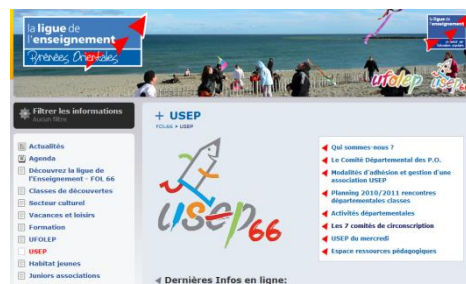 la ligue de
l'enseignement
Pyrénées Orientales
la ligue de
l'enseignement
ufolep
usep
Filtrer les informations
Aucun filtre
Actualités
Agenda
Découvrez la ligue de
l'Enseignement - FOL 66
Classes de découvertes
Secteur culturel
Vacances et loisirs
Formation
UFOLEP
USEP
Habitat jeunes
Juniors associations
+ USEP
FOL66 > USEP
usep 66
Qui sommes-nous ?
Le Comité Départemental des P.O.
Modalités d'adhésion et gestion d'une
association USEP
Planning 2010/2011 rencontres
départementales classes
Activités départementales
Les 7 comités de circonscription
USEP du mercredi
Espace ressources pédagogiques
Dernières Infos en ligne: